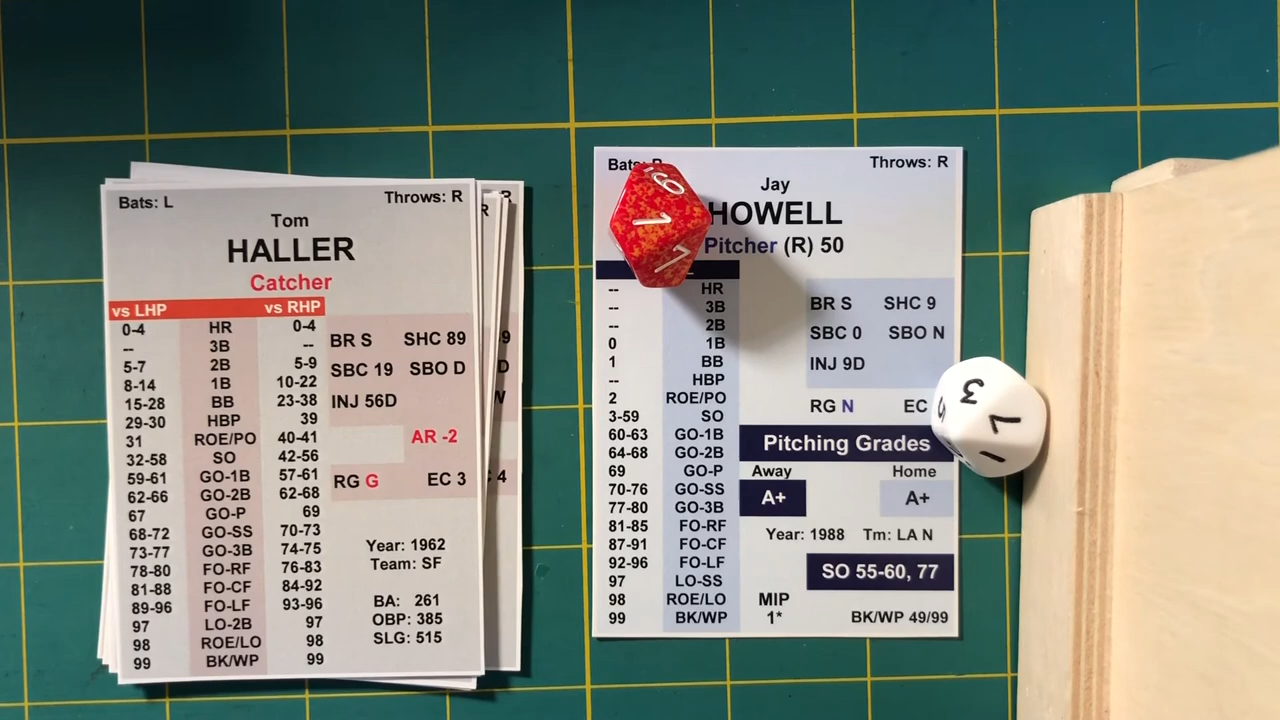 Bats: L Throws: R
Tom
HALLER
Catcher
vs LHP vs RHP
0-4 HR 0-4
-- 3B --
5-7 2B 5-9
8-14 1B 10-22
15-28 BB 23-38
29-30 HBP 39
31 ROE/PO 40-41
32-58 SO 42-56
59-61 GO-1B 57-61
62-66 GO-2B 62-68
67 GO-P 69
68-72 GO-SS 70-73
73-77 GO-3B 74-75
78-80 FO-RF 76-83
81-88 FO-CF 84-92
89-96 FO-LF 93-96
97 LO-2B 97
98 ROE/LO 98
99 BK/WP 99
BR S SHC 89
SBC 19 SBO D
INJ 56D
AR -2
RG G EC 3
Year: 1962
Team: SF
BA: 261
OBP: 385
SLG: 515
R
9
D
4
Bats: Throws: R
Jay
HOWELL
Pitcher (R) 50
-- HR
-- 3B
-- 2B
0 1B
1 BB
-- HBP
2 ROE/PO
3-59 SO
60-63 GO-1B
64-68 GO-2B
69 GO-P
70-76 GO-SS
77-80 GO-3B
81-85 FO-RF
87-91 FO-CF
92-96 FO-LF
97 LO-SS
98 ROE/LO
99 BK/WP
BR S SHC 9
SBC 0 SBO N
INJ 9D
RG N EC
Pitching Grades
Away Home
A+ A+
Year: 1988 Tm: LA N
SO 55-60, 77
MIP
1* BK/WP 49/99
1
7
3
7
1